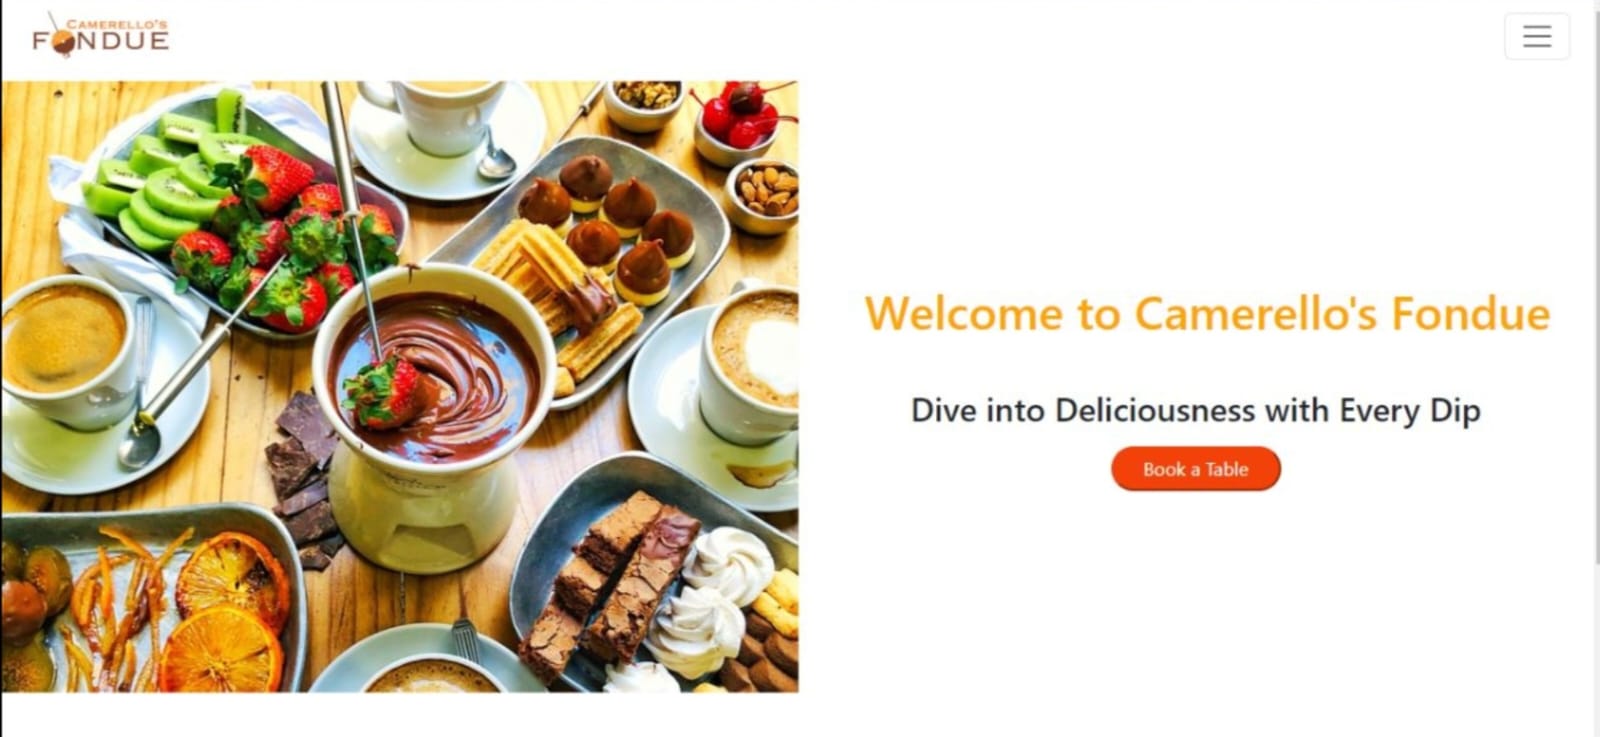 CAMERELLO'S
FONDUE
Welcome to Camerello's Fondue
Dive into Deliciousness with Every Dip
Book a Table